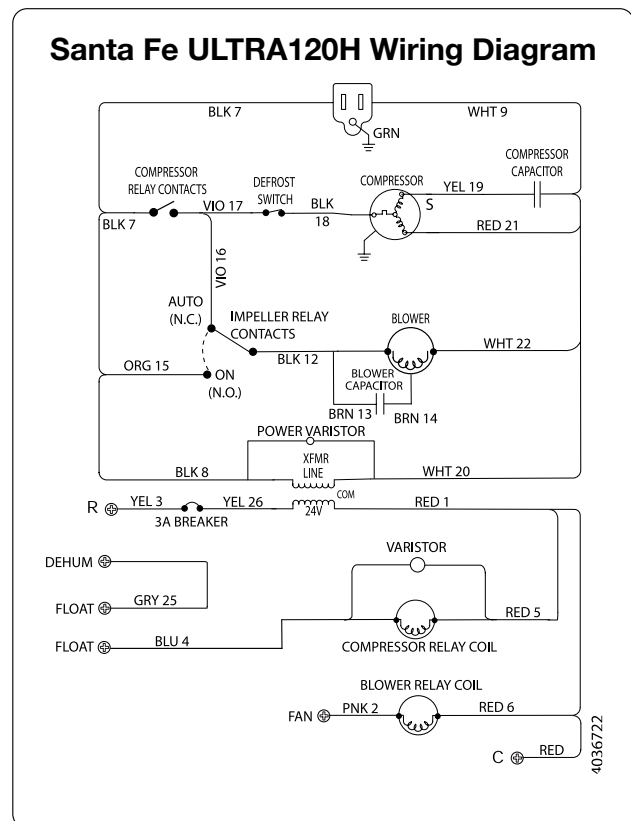 Santa Fe ULTRA120H Wiring Diagram
BLK 7
WHT 9
GRN
COMPRESSOR
RELAY CONTACTS
DEFROST
SWITCH
COMPRESSOR
COMPRESSOR
CAPACITOR
YEL 19
VIO 17
BLK
18
S
BLK 7
RED 21
VIO 16
AUTO
(N.C.)
IMPELLER RELAY
CONTACTS
BLOWER
BLK 12
WHT 22
ORG 15
ON
(N.O.)
BLOWER
CAPACITOR
BRN 13
BRN 14
POWER VARISTOR
XFMR
LINE
BLK 8
WHT 20
COM
R
YEL 3
YEL 26
24V
RED 1
3A BREAKER
VARISTOR
DEHUM
GRY 25
FLOAT
RED 5
FLOAT
BLU 4
COMPRESSOR RELAY COIL
BLOWER RELAY COIL
FAN
PNK 2
RED 6
C
RED
4036722